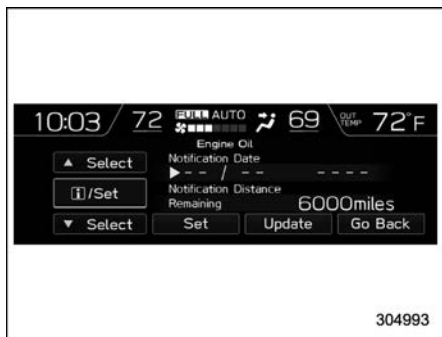 10:03 72 FULL AUTO 69 OUT TEMP 72°F
Engine Oil
▲ Select Notification Date
▶-- / -- ----
i/Set Notification Distance
Remaining 6000miles
▼ Select Set Update Go Back
304993